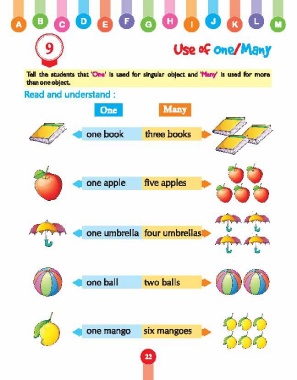 A B C D E F G H I J K L M
9
Use of one/Many
Tell the students that 'One' is used for singular object and 'Many' is used for more
than one object.
Read and understand :
One Many
one book three books
one apple five apples
one umbrella four umbrellas
one ball two balls
one mango six mangoes
22